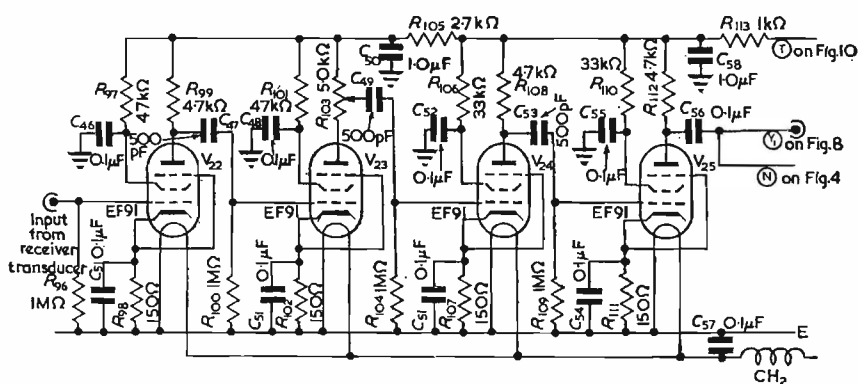 R105 2.7kΩ
R113 1kΩ
T on Fig.10
C50
1.0μF
C58
1.0μF
R97
47kΩ
R99
4.7kΩ
R101
47kΩ
R103
5.0kΩ
C49
500pF
R106
33kΩ
4.7kΩ
R108
33kΩ
R110
R112 4.7kΩ
C46
0.1μF
500
PF
C47
C48
0.1μF
C52
0.1μF
C53
500pF
C55
0.1μF
C56
0.1μF
Y1 on Fig.8
N on Fig.4
V22
V23
V24
V25
EF91
EF91
EF91
EF91
Input
from
receiver
transducer
R96
1MΩ
C51
0.1μF
R98
150Ω
R100 1MΩ
C51
0.1μF
R102
150Ω
R104 1MΩ
C51
0.1μF
R107
150Ω
R109 1MΩ
C54
0.1μF
R111
150Ω
C57
0.1μF
E
CH2